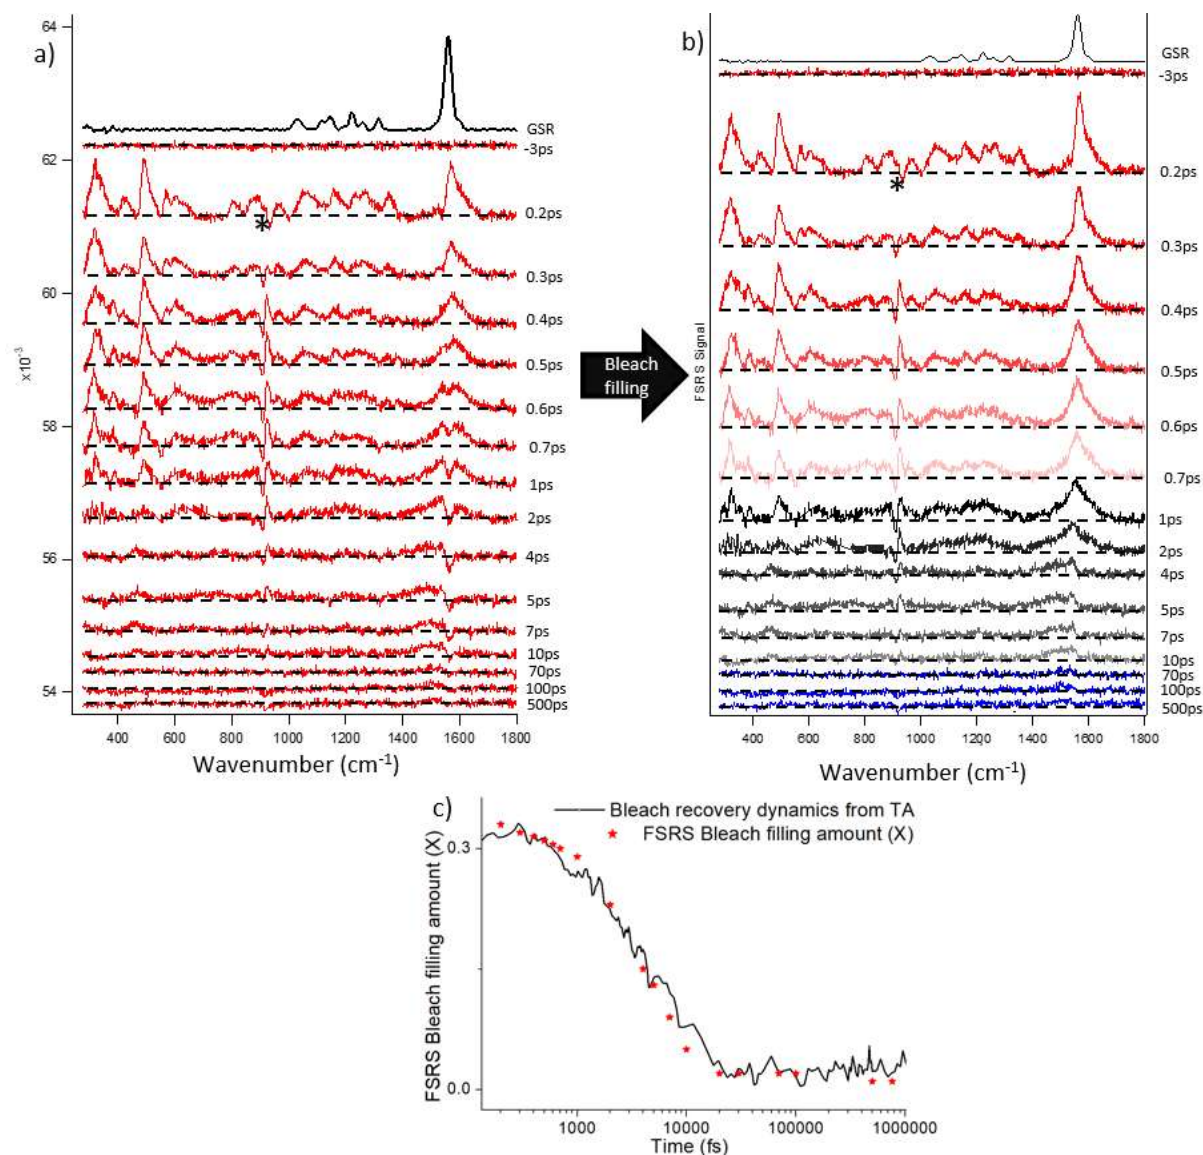 a)
64
62
60
x10⁻³
58
56
54
GSR
-3ps
0.2ps
*
0.3ps
0.4ps
0.5ps
0.6ps
0.7ps
1ps
2ps
4ps
5ps
7ps
10ps
70ps
100ps
500ps
400 600 800 1000 1200 1400 1600 1800
Wavenumber (cm⁻¹)
Bleach
filling
b)
FSRS Signal
GSR
-3ps
0.2ps
*
0.3ps
0.4ps
0.5ps
0.6ps
0.7ps
1ps
2ps
4ps
5ps
7ps
10ps
70ps
100ps
500ps
400 600 800 1000 1200 1400 1600 1800
Wavenumber (cm⁻¹)
c)
Bleach recovery dynamics from TA
FSRS Bleach filling amount (X)
FSRS Bleach filling amount (X)
0.3
0.0
1000 10000 100000 1000000
Time (fs)